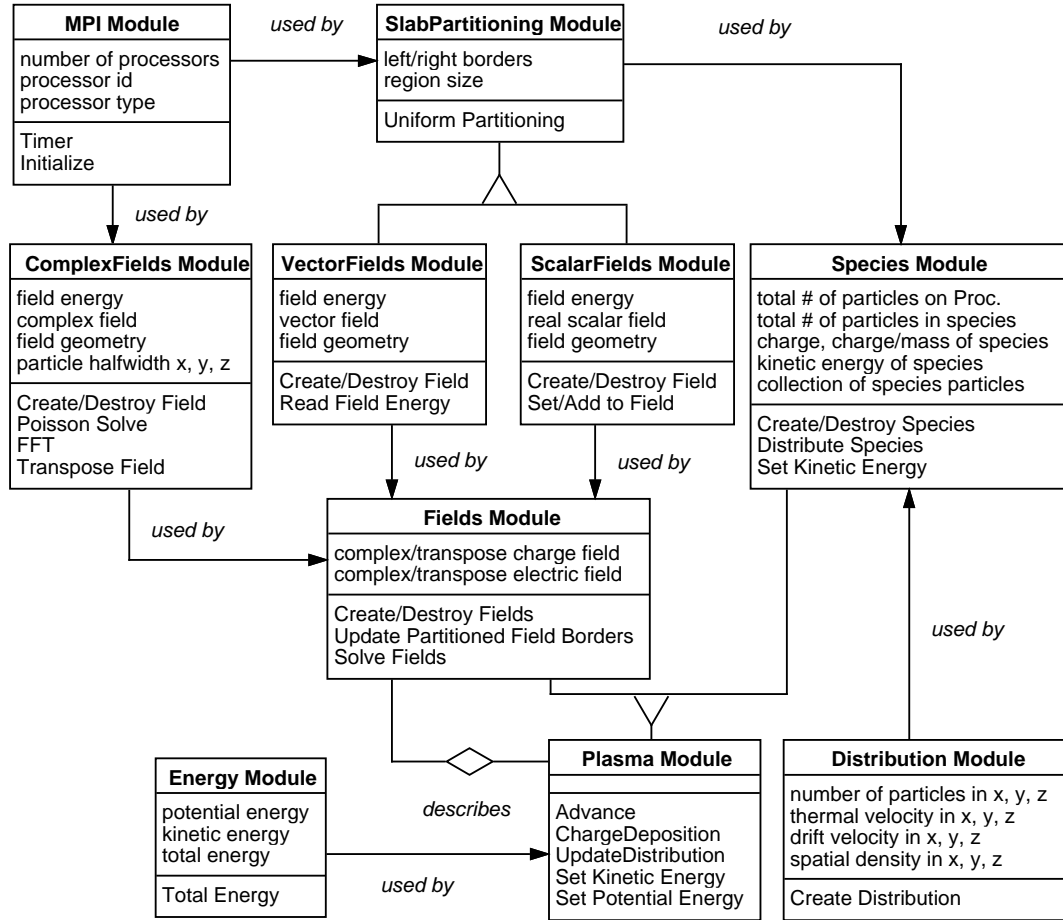 MPI Module
number of processors
processor id
processor type
Timer
Initialize
used by
SlabPartitioning Module
left/right borders
region size
Uniform Partitioning
used by
used by
ComplexFields Module
field energy
complex field
field geometry
particle halfwidth x, y, z
Create/Destroy Field
Poisson Solve
FFT
Transpose Field
VectorFields Module
field energy
vector field
field geometry
Create/Destroy Field
Read Field Energy
ScalarFields Module
field energy
real scalar field
field geometry
Create/Destroy Field
Set/Add to Field
Species Module
total # of particles on Proc.
total # of particles in species
charge, charge/mass of species
kinetic energy of species
collection of species particles
Create/Destroy Species
Distribute Species
Set Kinetic Energy
used by
used by
used by
Fields Module
complex/transpose charge field
complex/transpose electric field
Create/Destroy Fields
Update Partitioned Field Borders
Solve Fields
used by
Energy Module
potential energy
kinetic energy
total energy
Total Energy
describes
used by
Plasma Module
Advance
ChargeDeposition
UpdateDistribution
Set Kinetic Energy
Set Potential Energy
Distribution Module
number of particles in x, y, z
thermal velocity in x, y, z
drift velocity in x, y, z
spatial density in x, y, z
Create Distribution